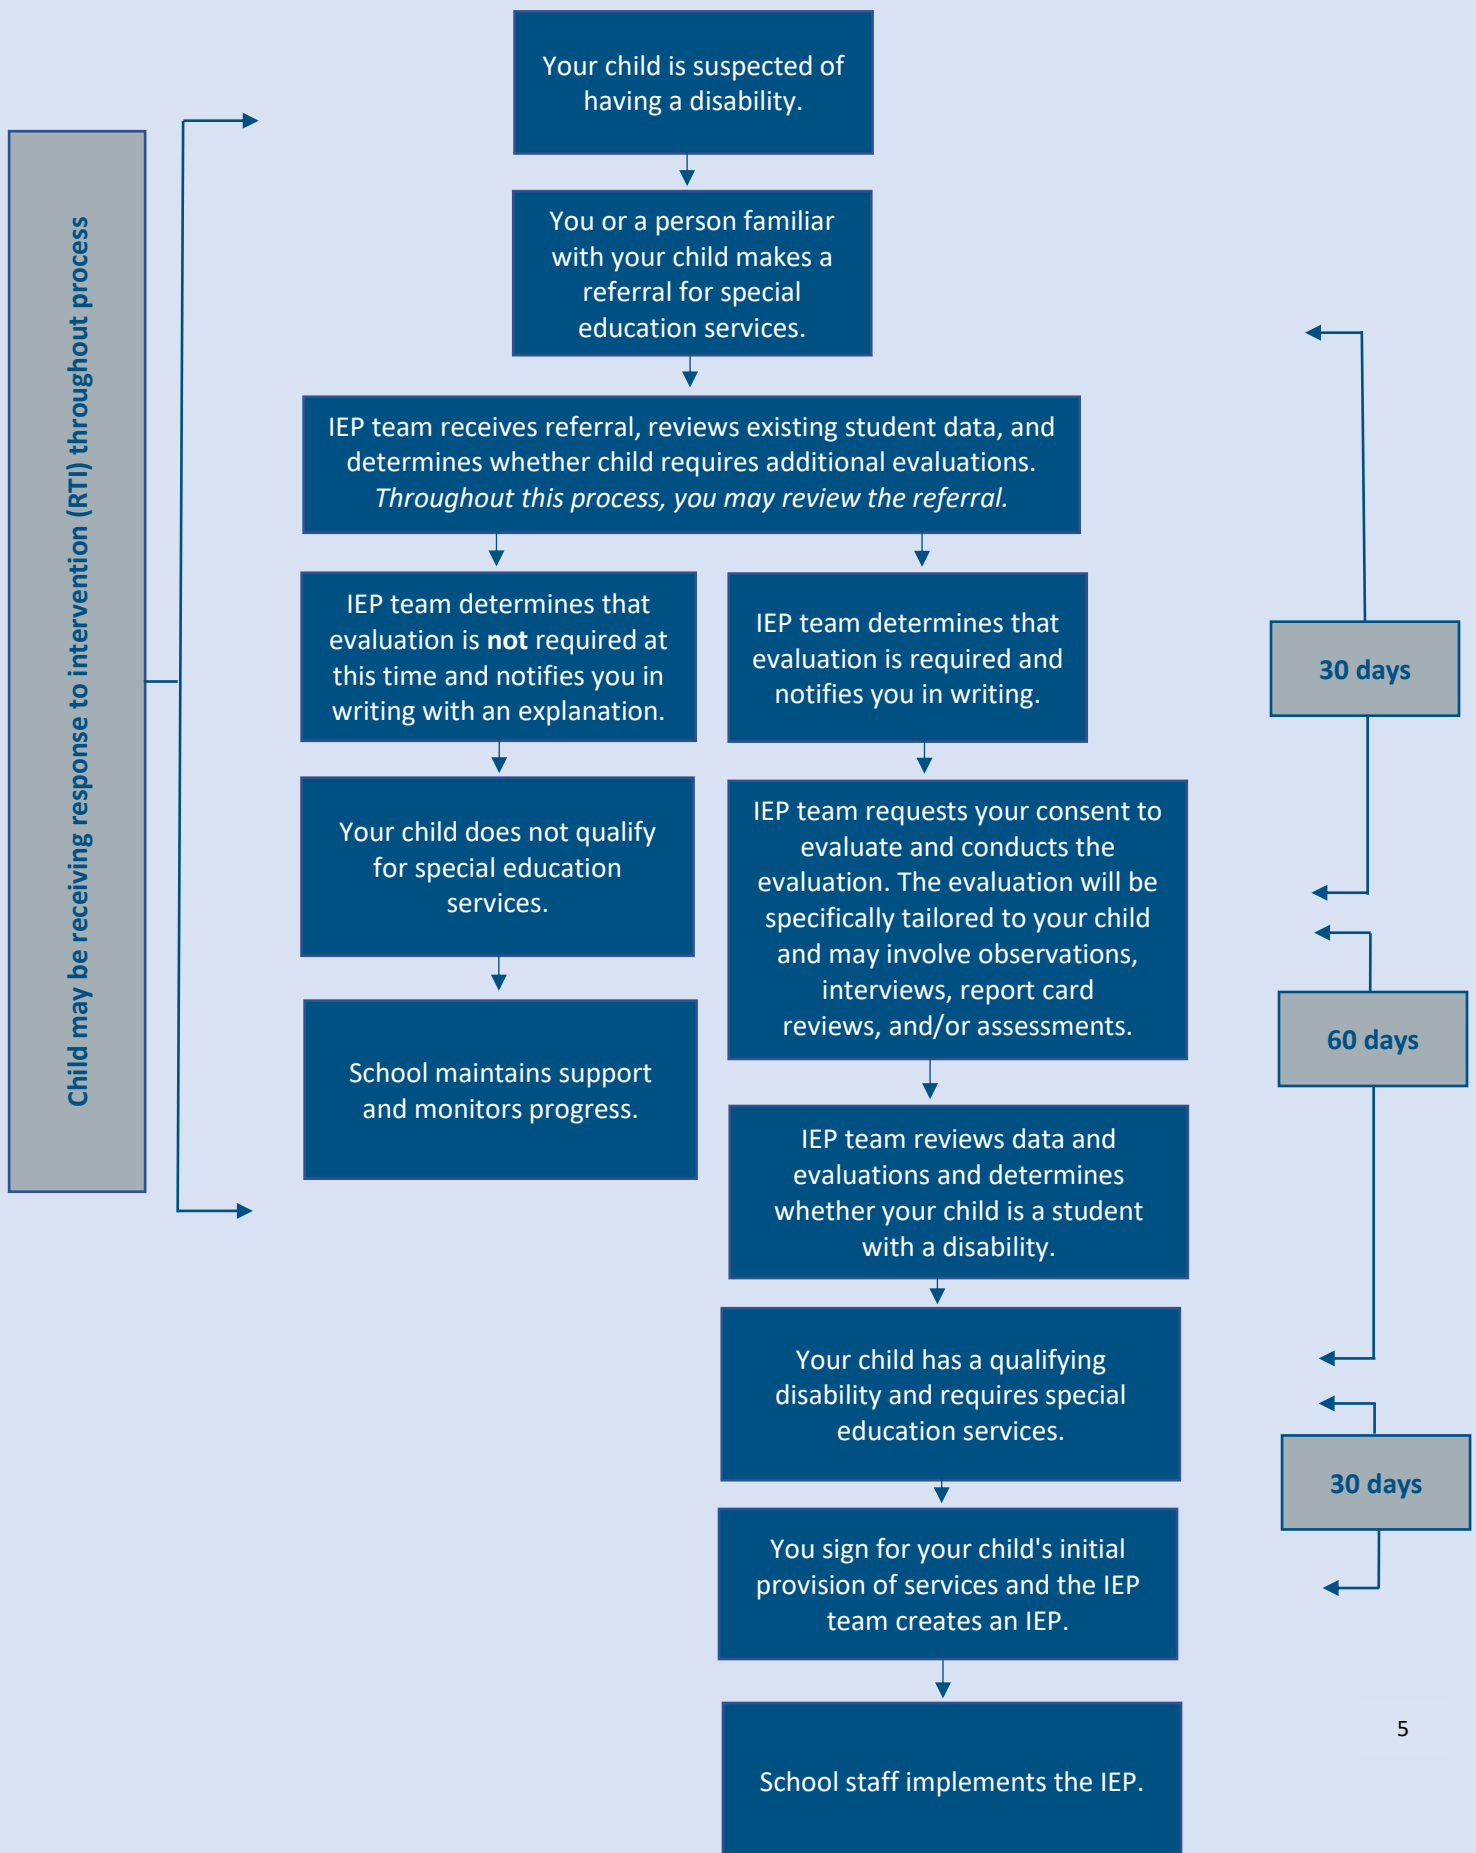 Your child is suspected of
having a disability.
Child may be receiving response to intervention (RTI) throughout process
You or a person familiar
with your child makes a
referral for special
education services.
IEP team receives referral, reviews existing student data, and
determines whether child requires additional evaluations.
Throughout this process, you may review the referral.
IEP team determines that
evaluation is not required at
this time and notifies you in
writing with an explanation.
IEP team determines that
evaluation is required and
notifies you in writing.
30 days
Your child does not qualify
for special education
services.
IEP team requests your consent to
evaluate and conducts the
evaluation. The evaluation will be
specifically tailored to your child
and may involve observations,
interviews, report card
reviews, and/or assessments.
60 days
School maintains support
and monitors progress.
IEP team reviews data and
evaluations and determines
whether your child is a student
with a disability.
Your child has a qualifying
disability and requires special
education services.
30 days
You sign for your child's initial
provision of services and the IEP
team creates an IEP.
School staff implements the IEP.
5